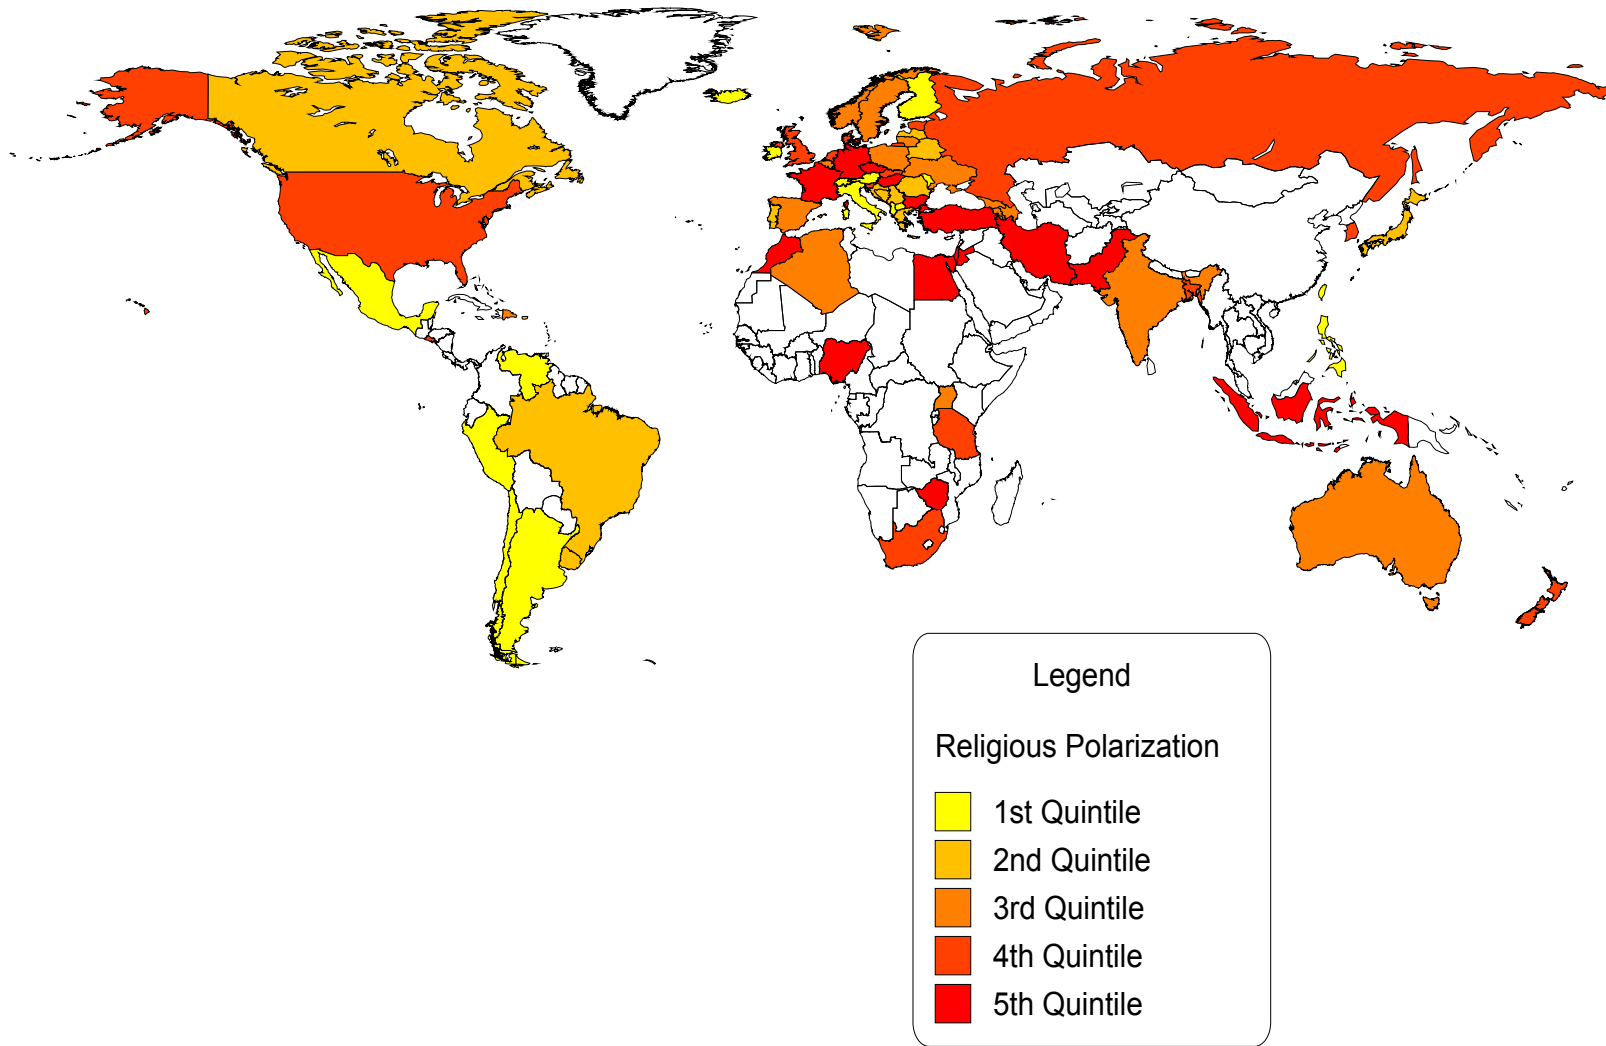 Legend
Religious Polarization
1st Quintile
2nd Quintile
3rd Quintile
4th Quintile
5th Quintile